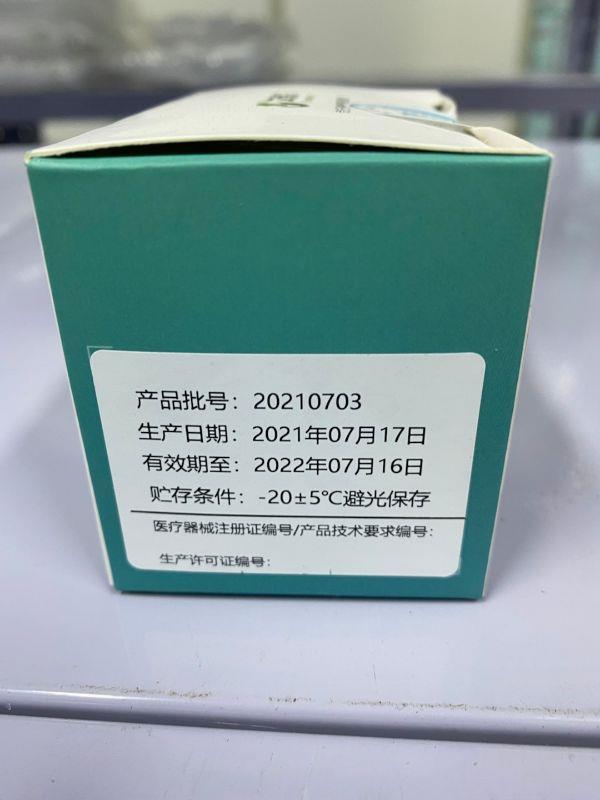 产品批号：20210703
生产日期：2021年07月17日
有效期至：2022年07月16日
贮存条件：-20±5℃避光保存
医疗器械注册证编号/产品技术要求编号：
生产许可证编号：